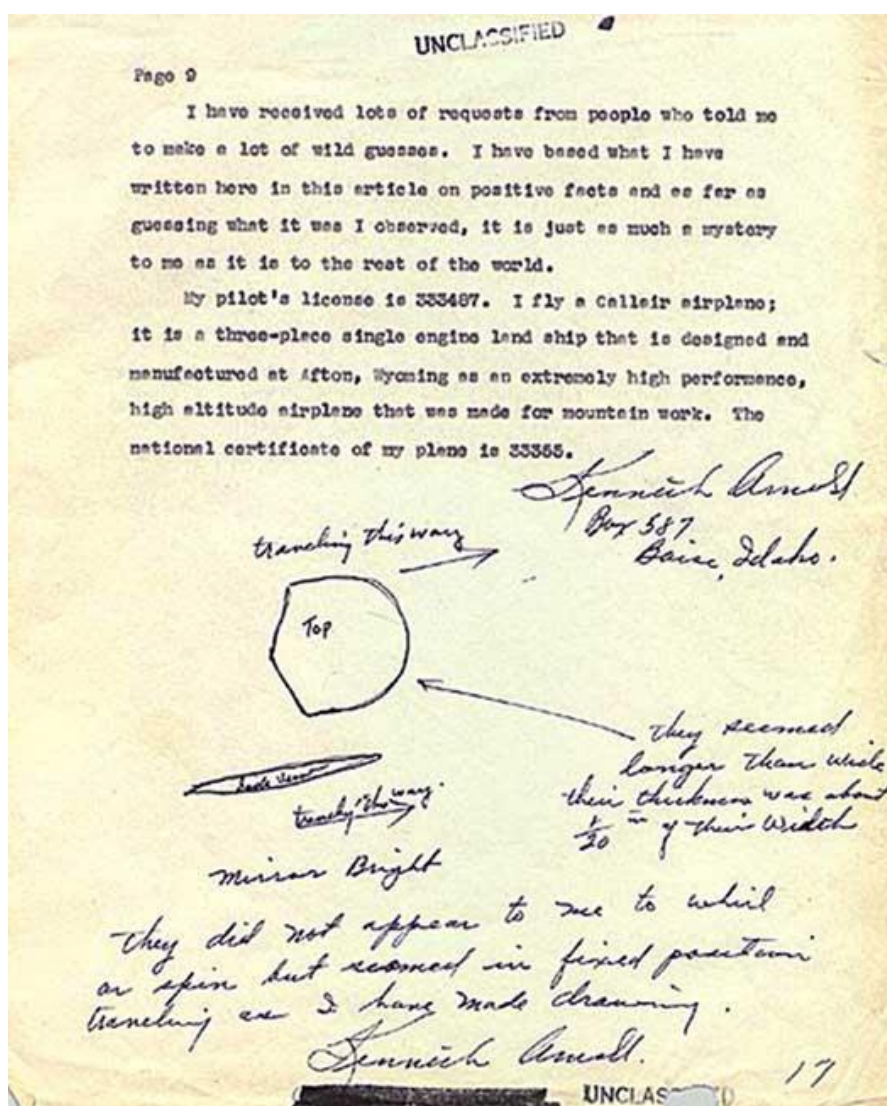 UNCLASSIFIED
Page 9
I have received lots of requests from people who told me
to make a lot of wild guesses. I have based what I have
written here in this article on positive facts and as far as
guessing what it was I observed, it is just as much a mystery
to me as it is to the rest of the world.
My pilot's license is 333487. I fly a Callair airplane;
it is a three-place single engine land ship that is designed and
manufactured at Afton, Wyoming as an extremely high performance,
high altitude airplane that was made for mountain work. The
national certificate of my plane is 33355.
Kenneth Arnold
Box 587
Boise, Idaho.
traveling this way
Top
they seemed
longer than wide
their thickness was about
1/20 th of their width
side view
traveling this way.
Mirror Bright
they did not appear to me to whirl
or spin but seemed in fixed position
traveling as I have made drawing.
Kenneth Arnold.
17
UNCLASSIFIED